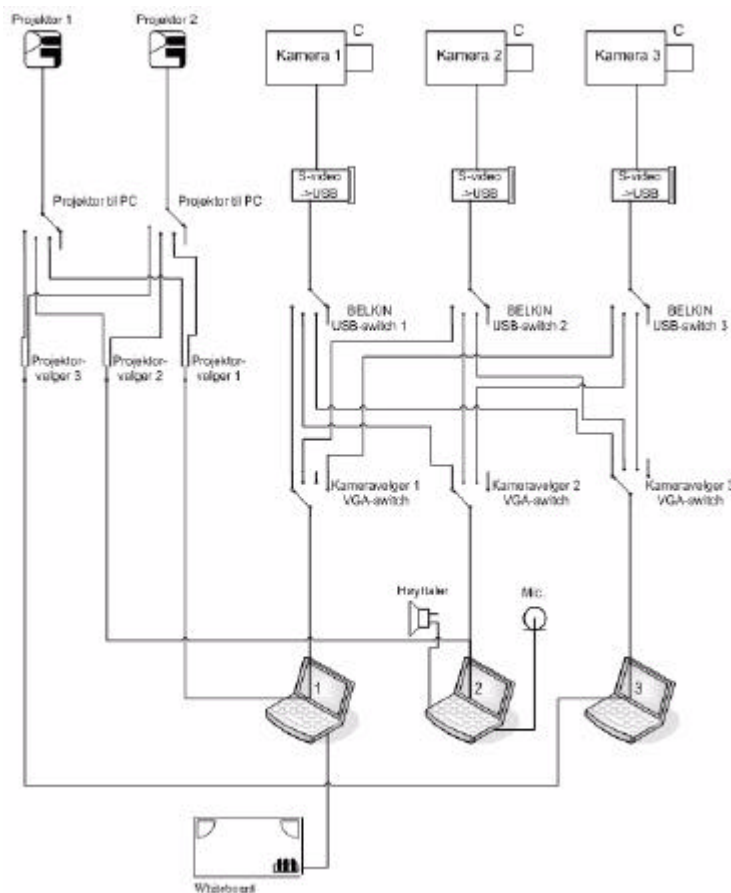 Projektor 1
Projektor 2
C
C
C
Kamera 1
Kamera 2
Kamera 3
S-video
->USB
S-video
->USB
S-video
->USB
Projektor til PC
Projektor til PC
BELKIN
USB-switch 1
BELKIN
USB-switch 2
BELKIN
USB-switch 3
Projektor-
valger 3
Projektor-
valger 2
Projektor-
valger 1
Kameravelger 1
VGA-switch
Kameravelger 2
VGA-switch
Kameravelger 3
VGA-switch
Høyttaler
Mic.
1
2
3
Whiteboard